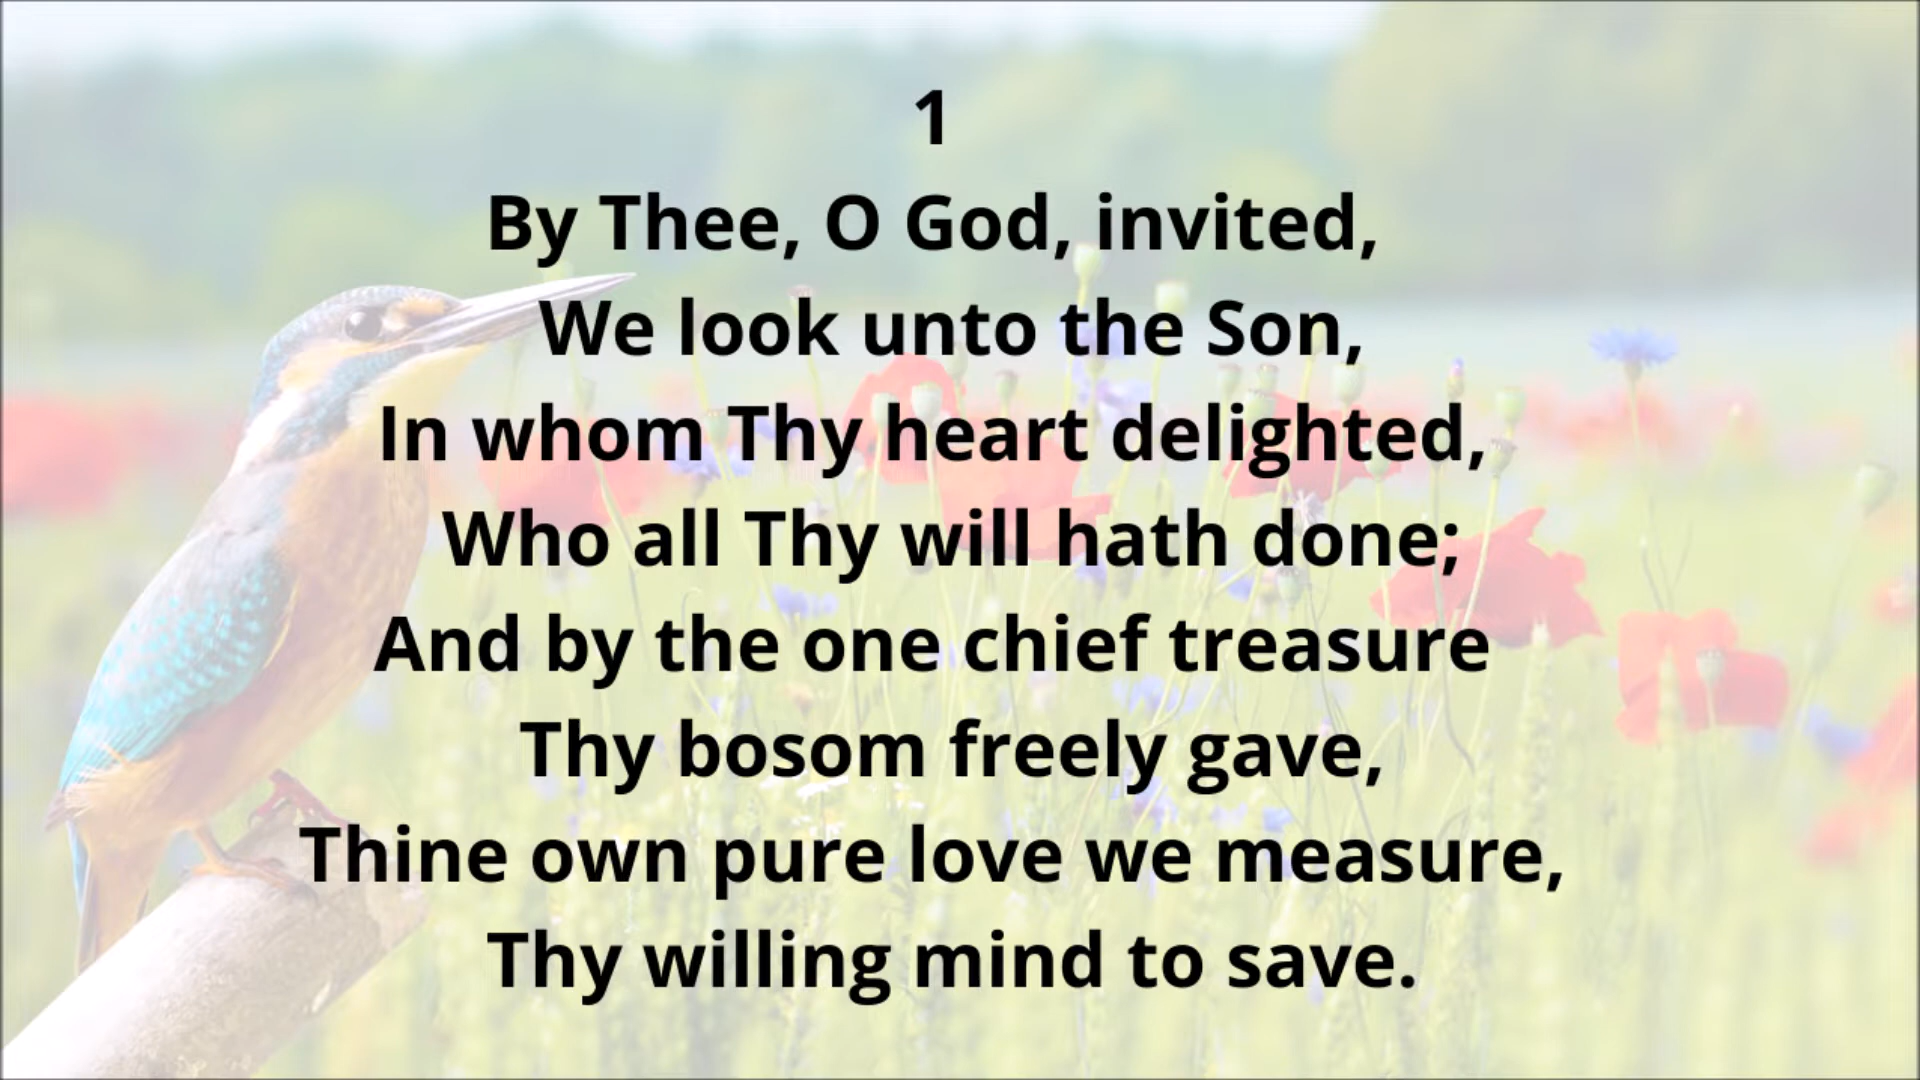 1
By Thee, O God, invited,
We look unto the Son,
In whom Thy heart delighted,
Who all Thy will hath done;
And by the one chief treasure
Thy bosom freely gave,
Thine own pure love we measure,
Thy willing mind to save.